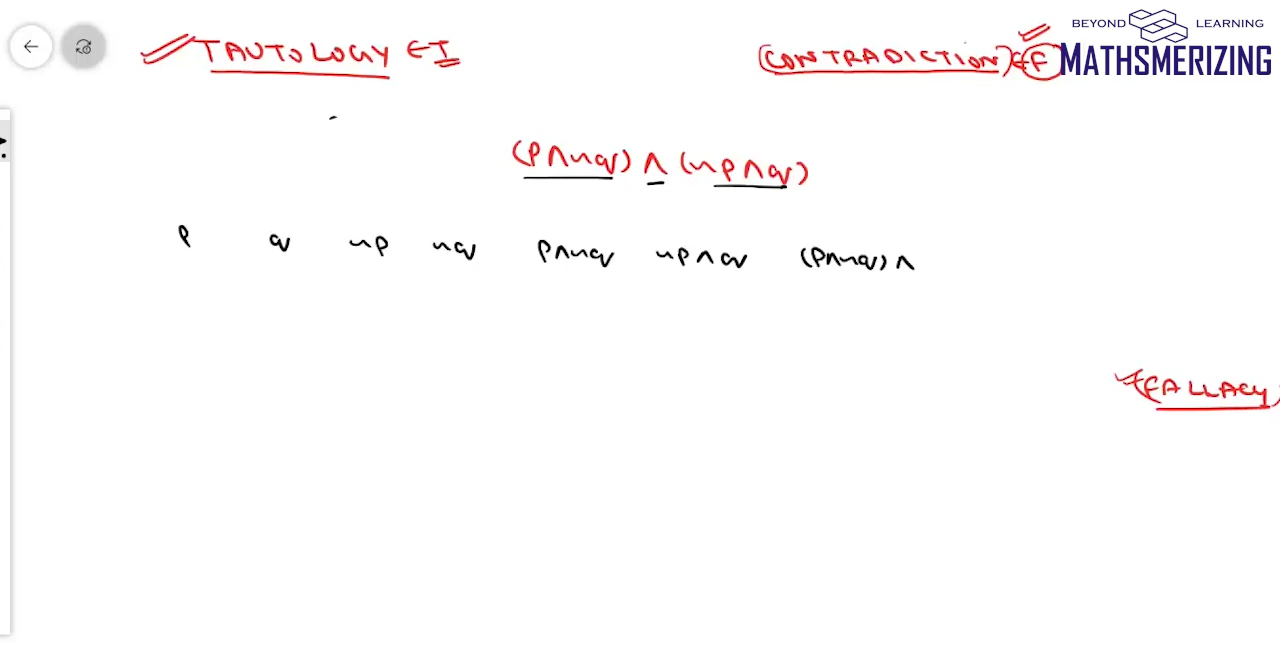 BEYOND LEARNING
MATHSMERIZING
TAUTOLOGY ∈ T
(CONTRADICTION) ∈ F
(p∧~q) ∧ (~p∧q)
p q ~p ~q p∧~q ~p∧q (p∧~q) ∧
(FALLACY)